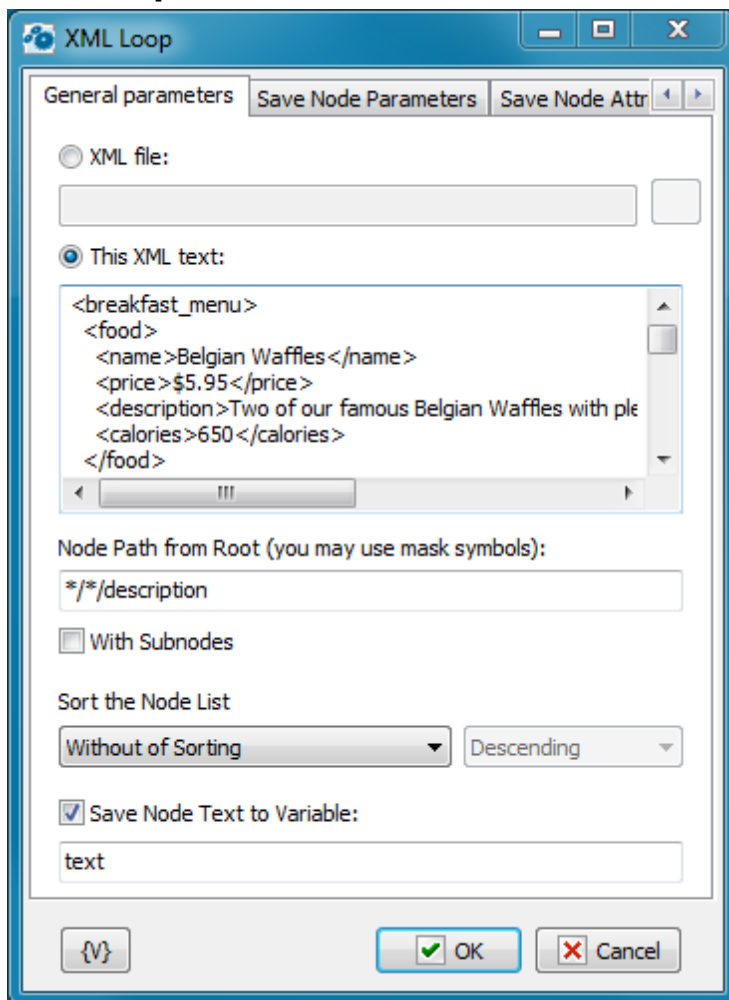 XML Loop
General parameters
Save Node Parameters
Save Node Attr
XML file:
This XML text:
<breakfast_menu>
<food>
<name>Belgian Waffles</name>
<price>$5.95</price>
<description>Two of our famous Belgian Waffles with ple
<calories>650</calories>
</food>
Node Path from Root (you may use mask symbols):
*/*/description
With Subnodes
Sort the Node List
Without of Sorting
Descending
Save Node Text to Variable:
text
{V}
OK
Cancel